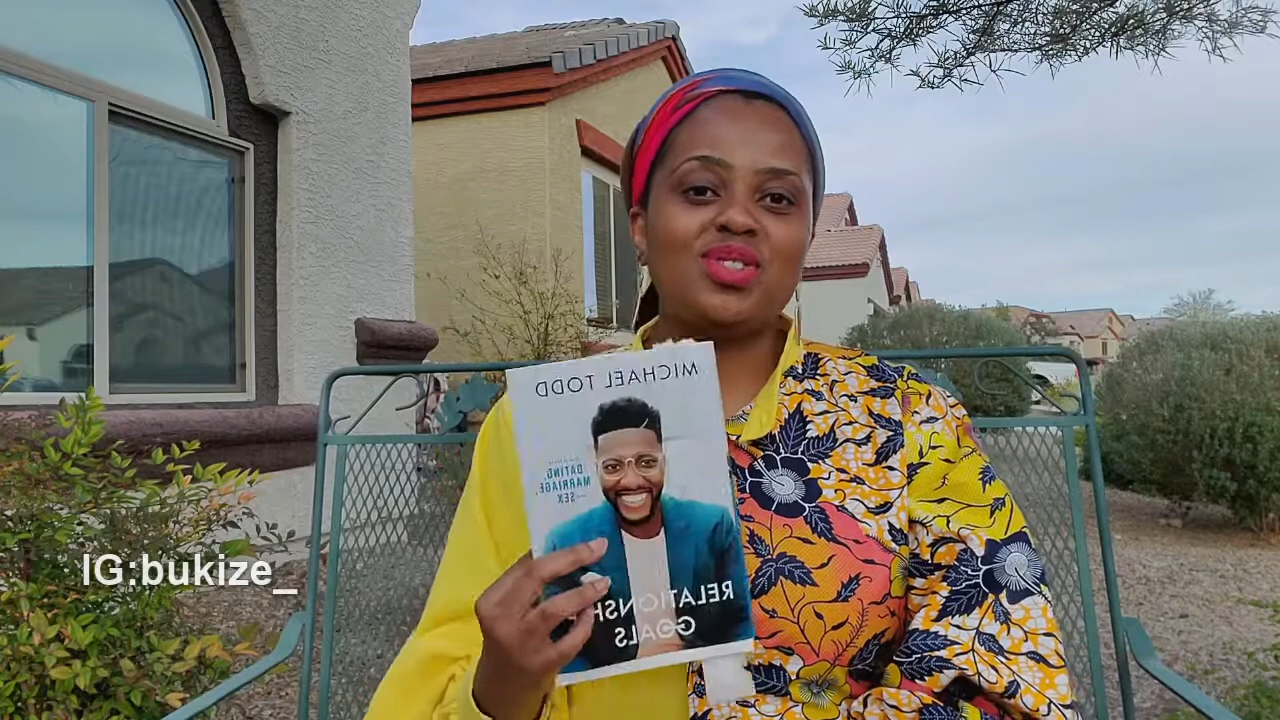 MICHAEL TODD
DATING,
MARRIAGE,
SEX
RELATIONSH
GOALS
IG:bukize_